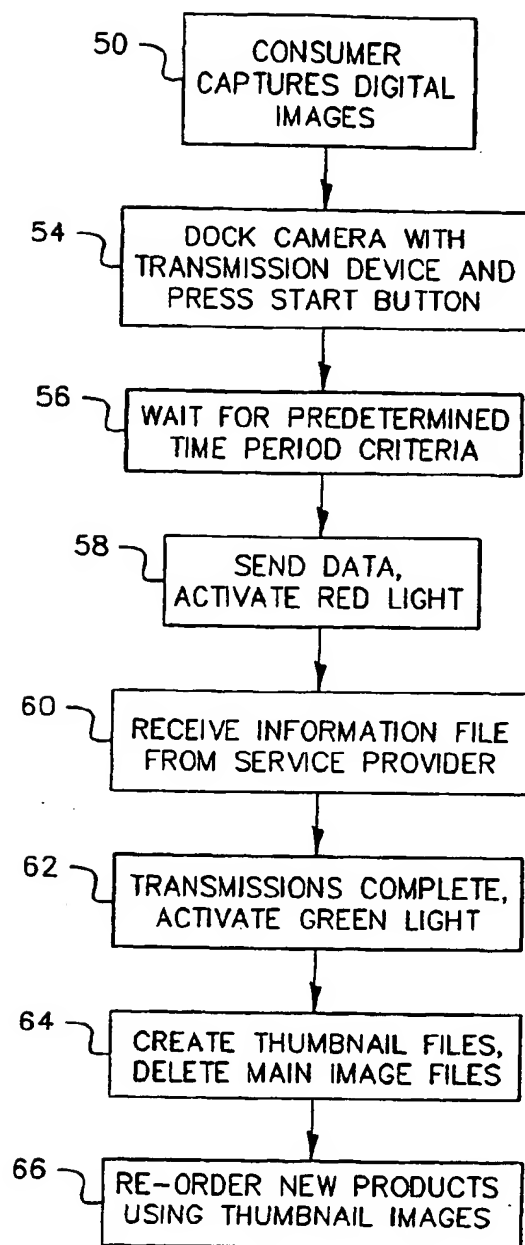 50
CONSUMER
CAPTURES DIGITAL
IMAGES
54
DOCK CAMERA WITH
TRANSMISSION DEVICE AND
PRESS START BUTTON
56
WAIT FOR PREDETERMINED
TIME PERIOD CRITERIA
58
SEND DATA,
ACTIVATE RED LIGHT
60
RECEIVE INFORMATION FILE
FROM SERVICE PROVIDER
62
TRANSMISSIONS COMPLETE,
ACTIVATE GREEN LIGHT
64
CREATE THUMBNAIL FILES,
DELETE MAIN IMAGE FILES
66
RE-ORDER NEW PRODUCTS
USING THUMBNAIL IMAGES